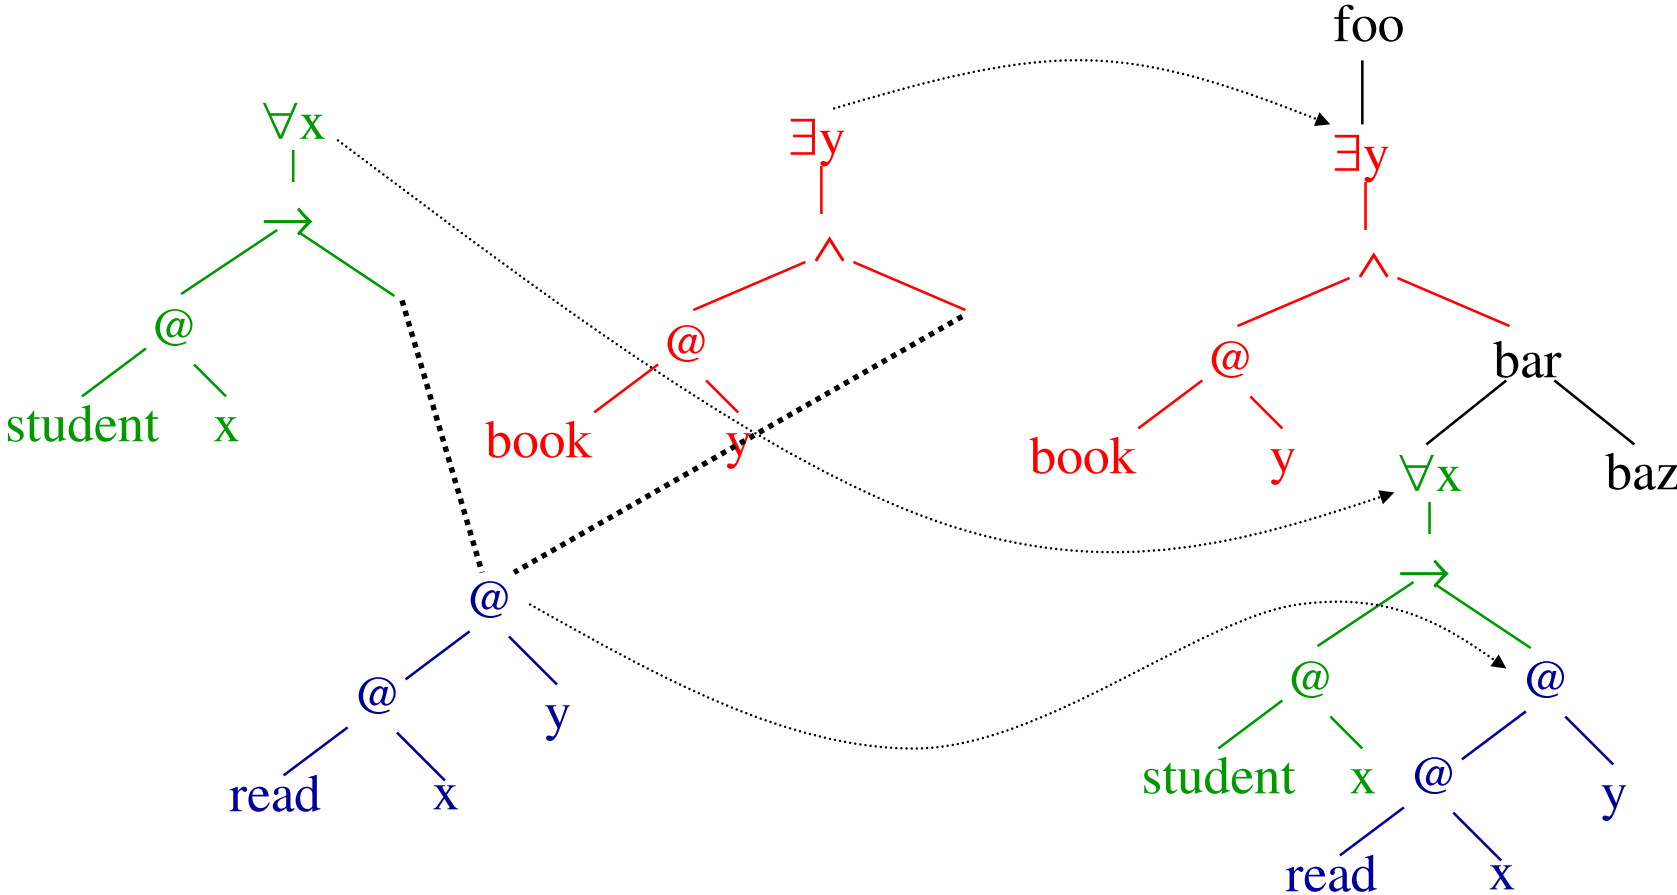 foo
∀x
∃y
∃y
→
∧
∧
@
@
@
bar
student x
book y
book y
∀x
baz
→
@
@
@
@
y
student x
@
y
read x
read x